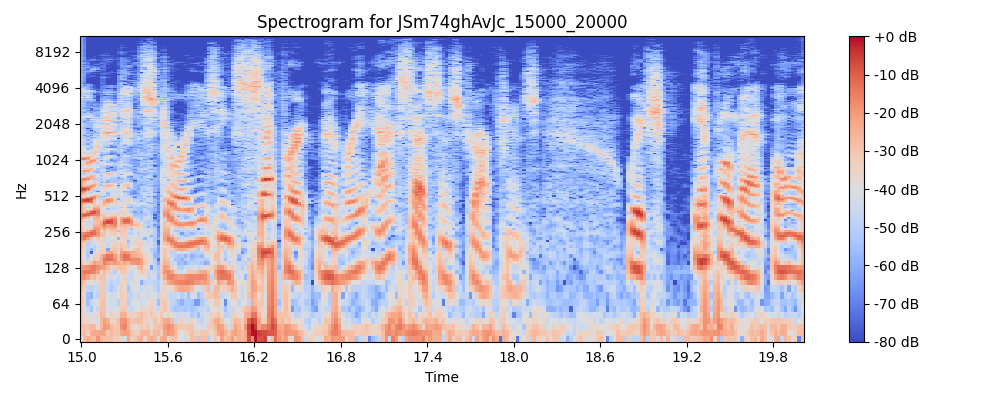 Spectrogram for JSm74ghAvJc_15000_20000
8192
4096
2048
1024
512
256
128
64
0
Hz
15.0 15.6 16.2 16.8 17.4 18.0 18.6 19.2 19.8
Time
+0 dB
-10 dB
-20 dB
-30 dB
-40 dB
-50 dB
-60 dB
-70 dB
-80 dB